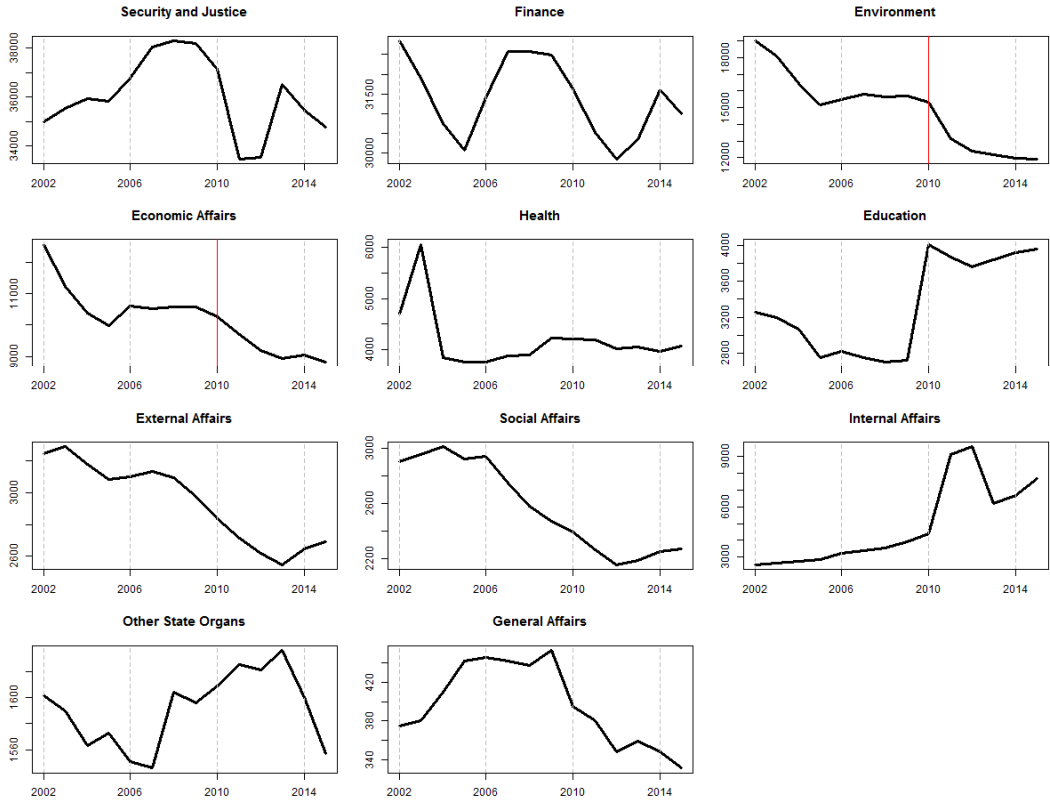 Security and Justice
34000 36000 38000
2002 2006 2010 2014
Finance
30000 31500
2002 2006 2010 2014
Environment
12000 15000 18000
2002 2006 2010 2014
Economic Affairs
9000 11000
2002 2006 2010 2014
Health
4000 5000 6000
2002 2006 2010 2014
Education
2800 3200 3600 4000
2002 2006 2010 2014
External Affairs
2600 3000
2002 2006 2010 2014
Social Affairs
2200 2600 3000
2002 2006 2010 2014
Internal Affairs
3000 6000 9000
2002 2006 2010 2014
Other State Organs
1560 1600
2002 2006 2010 2014
General Affairs
340 380 420
2002 2006 2010 2014